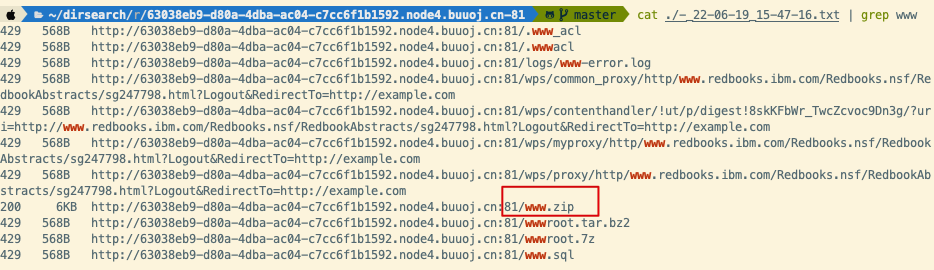 ~/dirsearch/r/63038eb9-d80a-4dba-ac04-c7cc6f1b1592.node4.buuoj.cn-81 master cat ./-_22-06-19_15-47-16.txt | grep www
429 568B http://63038eb9-d80a-4dba-ac04-c7cc6f1b1592.node4.buuoj.cn:81/.www_acl
429 568B http://63038eb9-d80a-4dba-ac04-c7cc6f1b1592.node4.buuoj.cn:81/.wwwacl
429 568B http://63038eb9-d80a-4dba-ac04-c7cc6f1b1592.node4.buuoj.cn:81/logs/www-error.log
429 568B http://63038eb9-d80a-4dba-ac04-c7cc6f1b1592.node4.buuoj.cn:81/wps/common_proxy/http/www.redbooks.ibm.com/Redbooks.nsf/R
edbookAbstracts/sg247798.html?Logout&RedirectTo=http://example.com
429 568B http://63038eb9-d80a-4dba-ac04-c7cc6f1b1592.node4.buuoj.cn:81/wps/contenthandler/!ut/p/digest!8skKFbWr_TwcZcvoc9Dn3g/?ur
i=http://www.redbooks.ibm.com/Redbooks.nsf/RedbookAbstracts/sg247798.html?Logout&RedirectTo=http://example.com
429 568B http://63038eb9-d80a-4dba-ac04-c7cc6f1b1592.node4.buuoj.cn:81/wps/myproxy/http/www.redbooks.ibm.com/Redbooks.nsf/Redbook
Abstracts/sg247798.html?Logout&RedirectTo=http://example.com
429 568B http://63038eb9-d80a-4dba-ac04-c7cc6f1b1592.node4.buuoj.cn:81/wps/proxy/http/www.redbooks.ibm.com/Redbooks.nsf/RedbookAb
stracts/sg247798.html?Logout&RedirectTo=http://example.com
200 6KB http://63038eb9-d80a-4dba-ac04-c7cc6f1b1592.node4.buuoj.cn:81/www.zip
429 568B http://63038eb9-d80a-4dba-ac04-c7cc6f1b1592.node4.buuoj.cn:81/wwwroot.tar.bz2
429 568B http://63038eb9-d80a-4dba-ac04-c7cc6f1b1592.node4.buuoj.cn:81/wwwroot.7z
429 568B http://63038eb9-d80a-4dba-ac04-c7cc6f1b1592.node4.buuoj.cn:81/www.sql